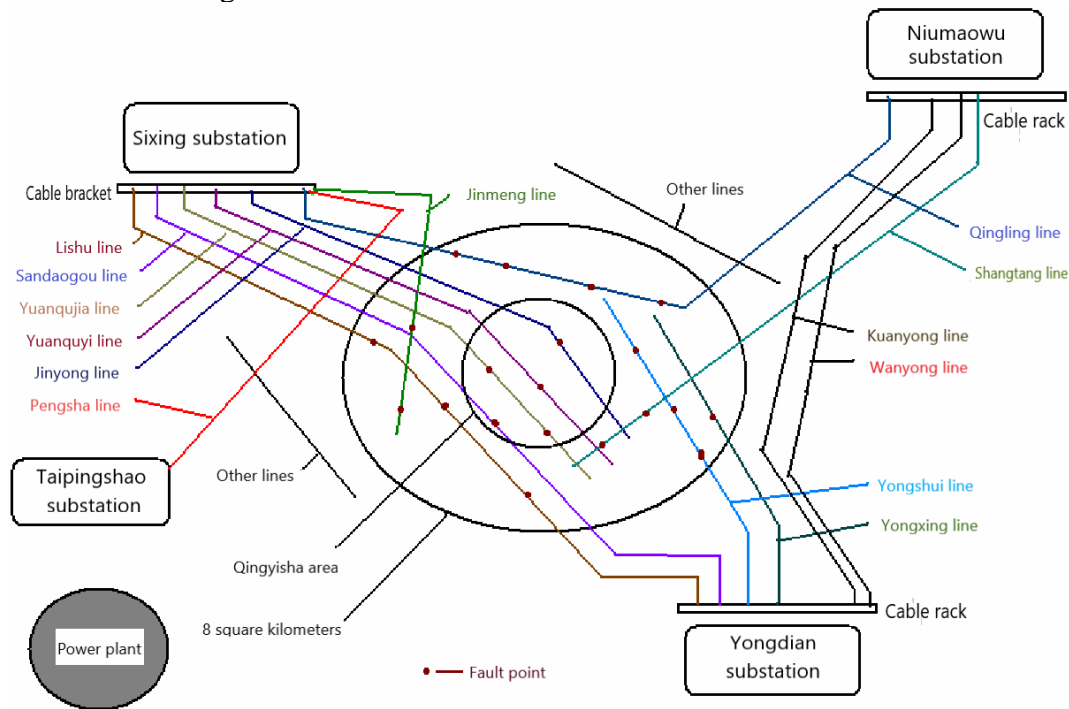 Niumaowu
substation
Cable rack
Sixing substation
Cable bracket
Jinmeng line
Other lines
Qingling line
Shangtang line
Lishu line
Sandaogou line
Yuanqujia line
Yuanquyi line
Jinyong line
Pengsha line
Kuanyong line
Wanyong line
Taipingshao
substation
Other lines
Yongshui line
Yongxing line
Qingyisha area
8 square kilometers
Cable rack
Power plant
Fault point
Yongdian
substation